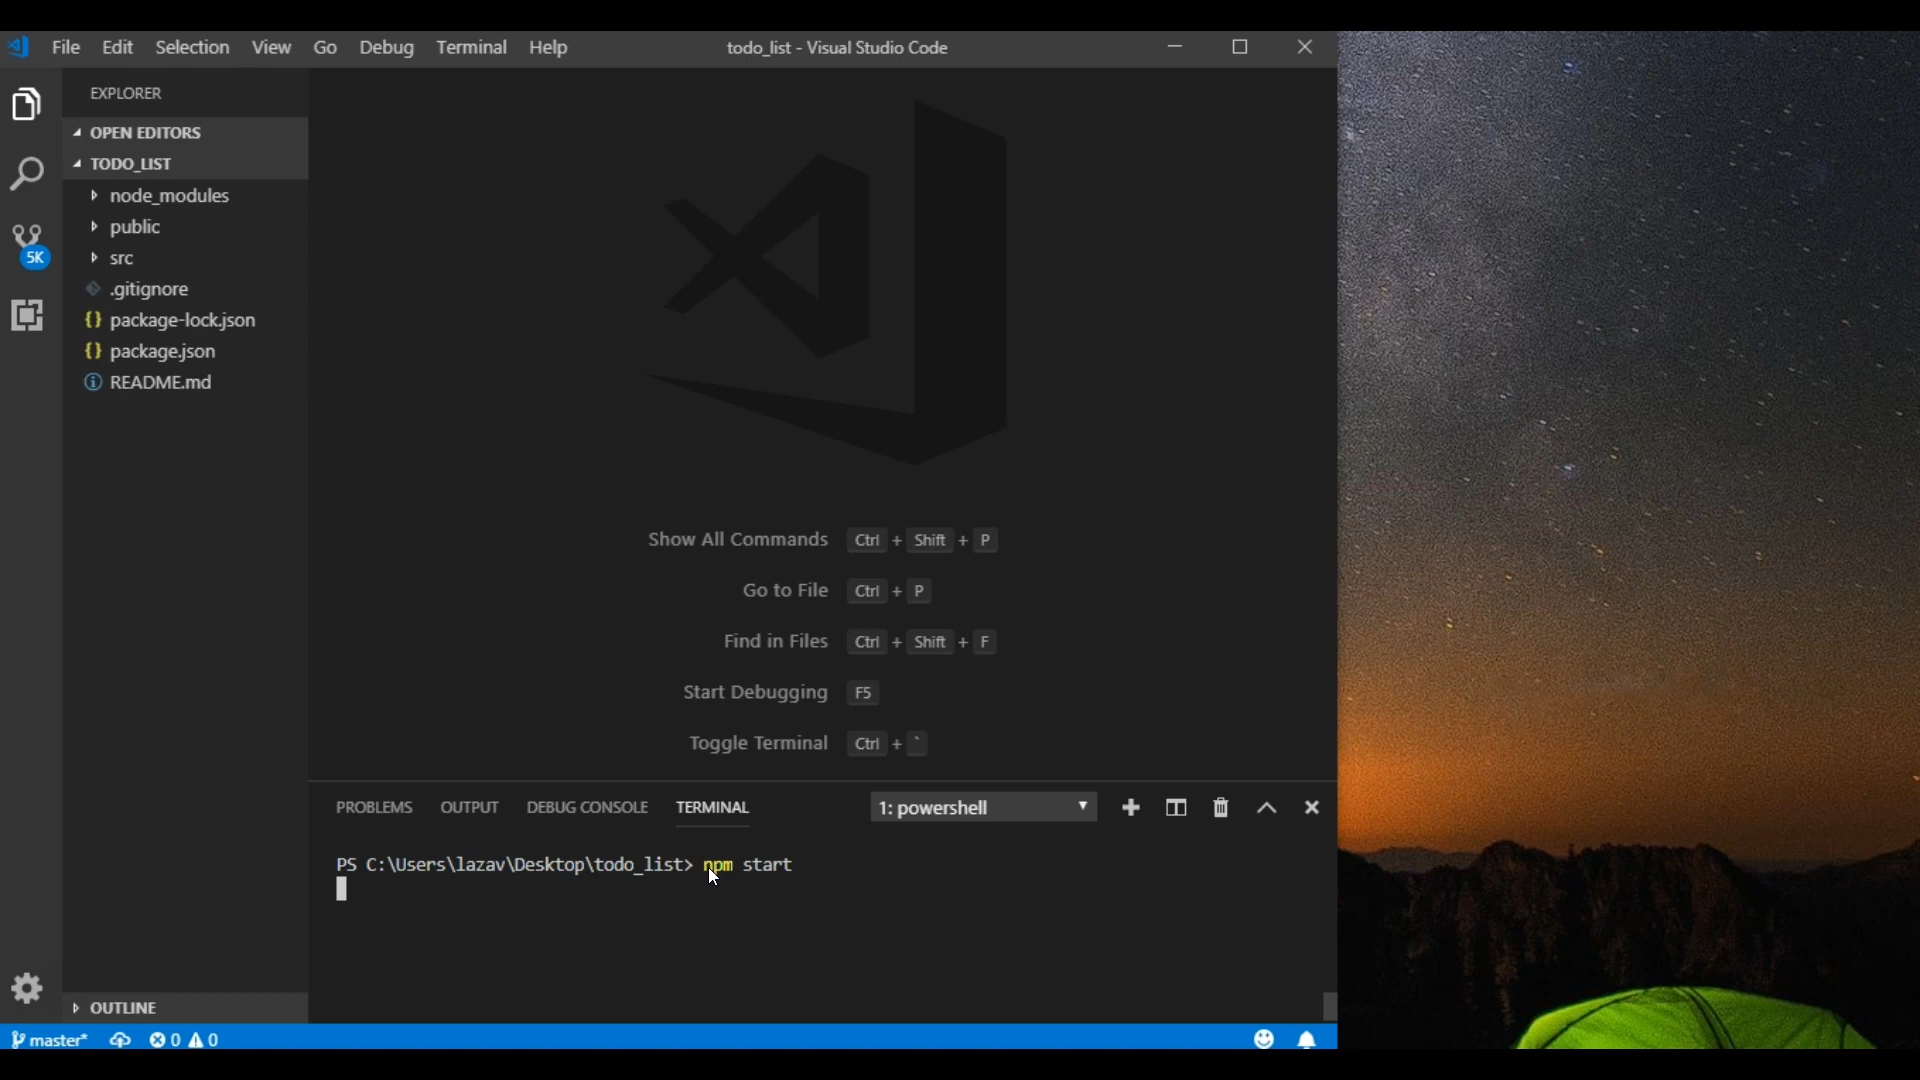 File Edit Selection View Go Debug Terminal Help todo_list - Visual Studio Code
EXPLORER
OPEN EDITORS
TODO_LIST
node_modules
public
src
5K
.gitignore
package-lock.json
package.json
README.md
Show All Commands Ctrl + Shift + P
Go to File Ctrl + P
Find in Files Ctrl + Shift + F
Start Debugging F5
Toggle Terminal Ctrl + `
PROBLEMS OUTPUT DEBUG CONSOLE TERMINAL 1: powershell
PS C:\Users\lazav\Desktop\todo_list> npm start
OUTLINE
master* 0 0